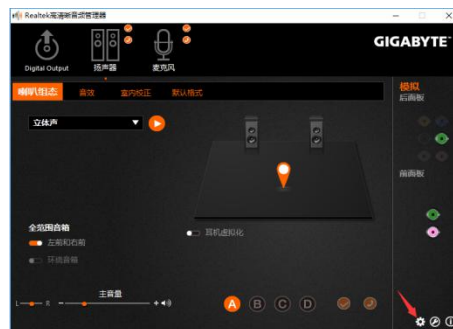 Realtek高清晰音频管理器
GIGABYTE™
Digital Output
扬声器
麦克风
喇叭组态
音效
室内校正
默认格式
模拟
后面板
立体声
前面板
全范围音箱
左前和右前
环绕音箱
耳机虚拟化
主音量
L
R
A
B
C
D